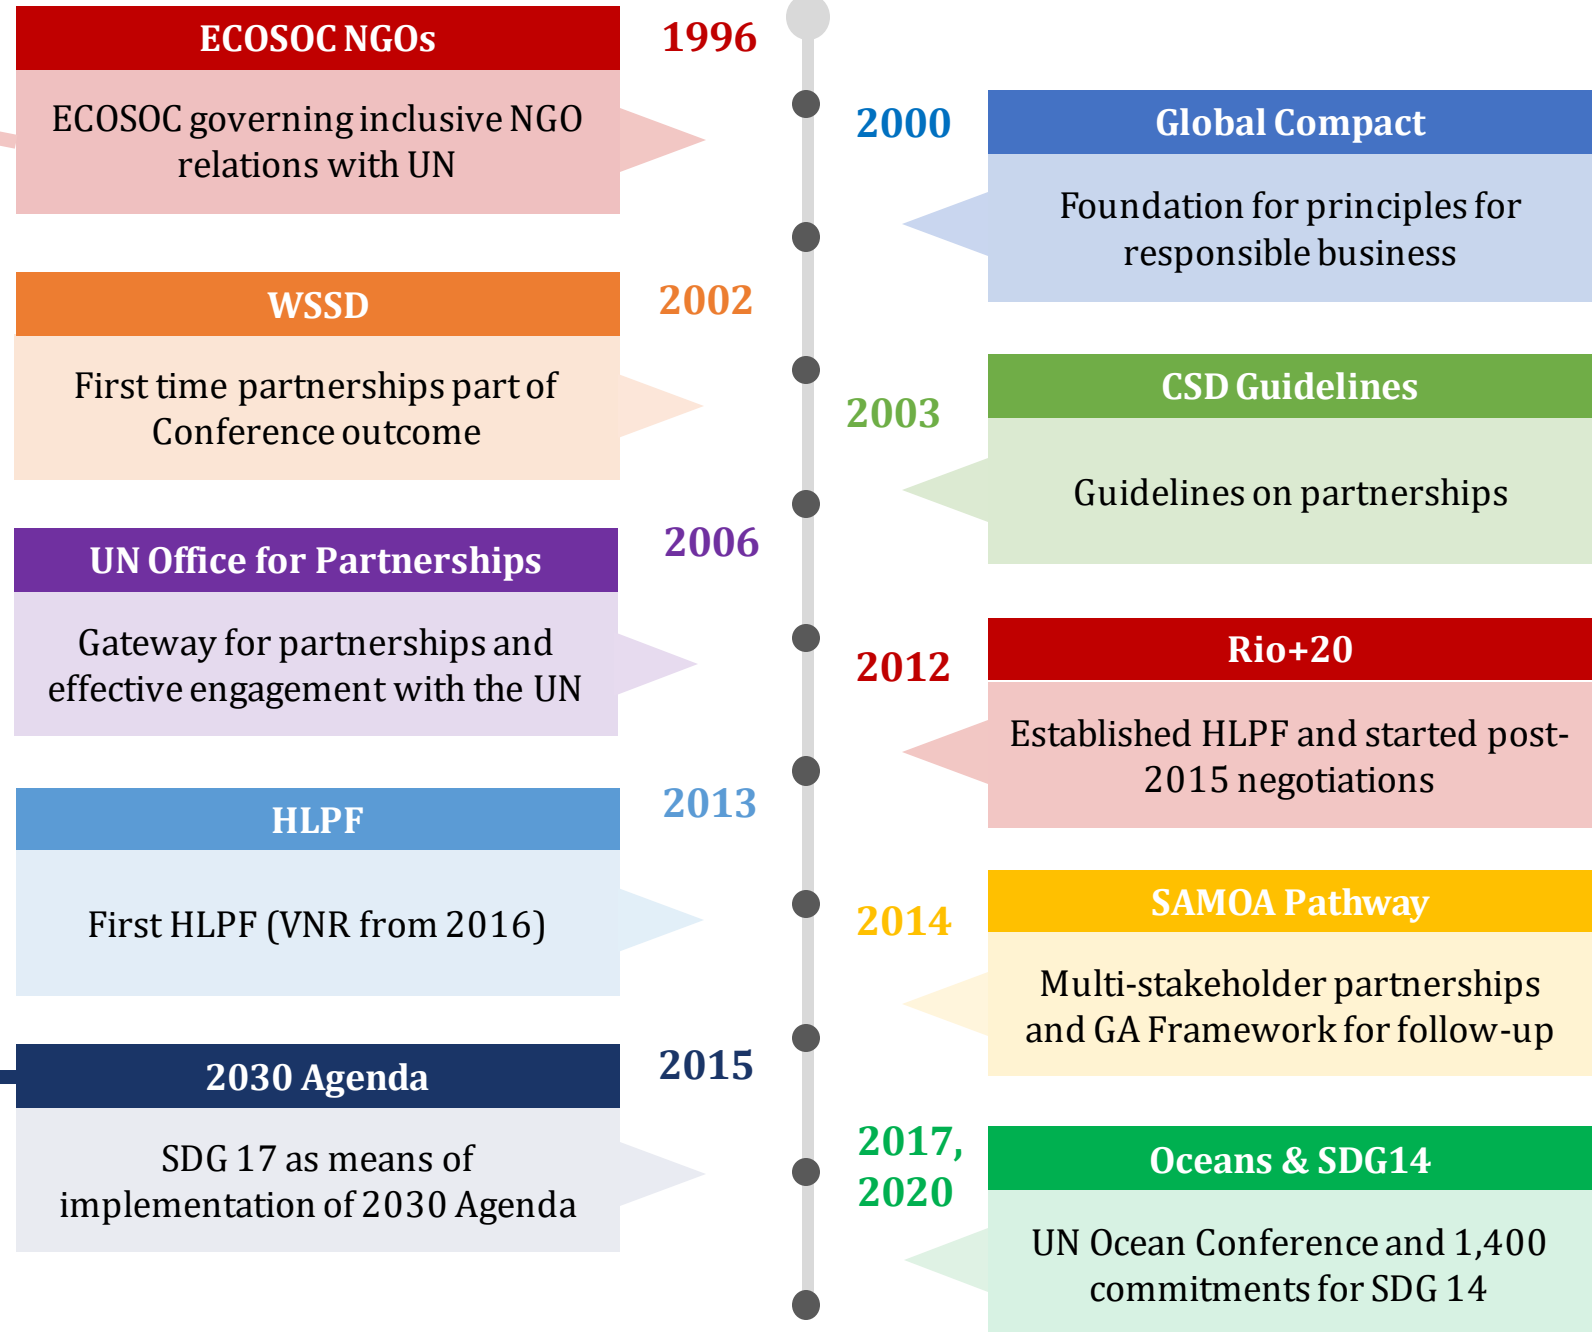 1996
ECOSOC NGOs
ECOSOC governing inclusive NGO
relations with UN
2000
Global Compact
Foundation for principles for
responsible business
2002
WSSD
First time partnerships part of
Conference outcome
2003
CSD Guidelines
Guidelines on partnerships
2006
UN Office for Partnerships
Gateway for partnerships and
effective engagement with the UN
2012
Rio+20
Established HLPF and started post-
2015 negotiations
2013
HLPF
First HLPF (VNR from 2016)
2014
SAMOA Pathway
Multi-stakeholder partnerships
and GA Framework for follow-up
2015
2030 Agenda
SDG 17 as means of
implementation of 2030 Agenda
2017,
2020
Oceans & SDG14
UN Ocean Conference and 1,400
commitments for SDG 14